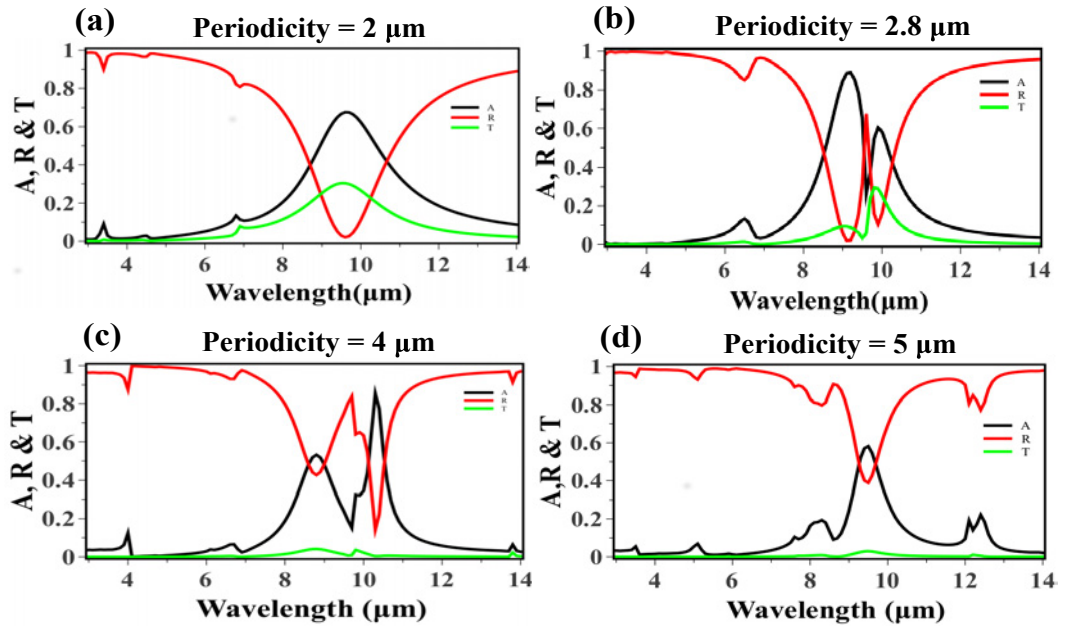 (a)
Periodicity = 2 μm
1
0.8
0.6
0.4
0.2
0
A, R & T
A
R
T
4 6 8 10 12 14
Wavelength(μm)
(b)
Periodicity = 2.8 μm
1
0.8
0.6
0.4
0.2
0
A, R & T
A
R
T
4 6 8 10 12 14
Wavelength(μm)
(c)
Periodicity = 4 μm
1
0.8
0.6
0.4
0.2
0
A, R & T
A
R
T
4 6 8 10 12 14
Wavelength (μm)
(d)
Periodicity = 5 μm
1
0.8
0.6
0.4
0.2
0
A,R & T
A
R
T
4 6 8 10 12 14
Wavelength (μm)